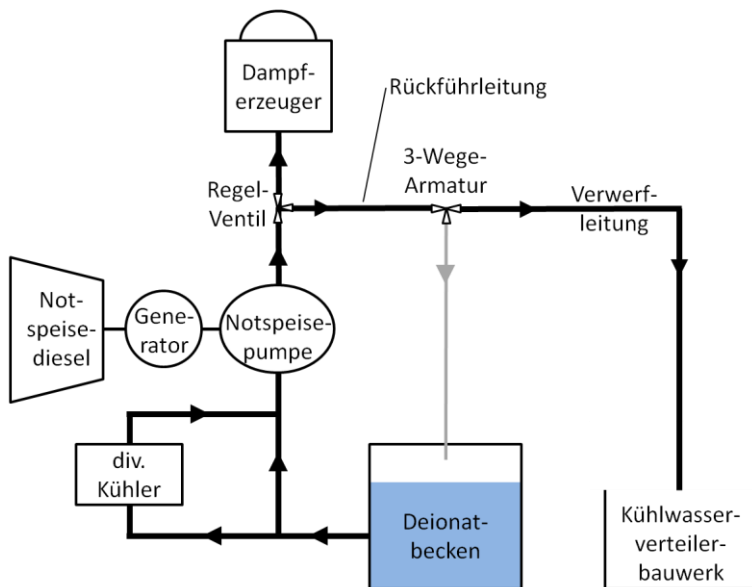 Dampf-
erzeuger
Rückführleitung
3-Wege-
Armatur
Regel-
Ventil
Verwerf-
leitung
Not-
speise-
diesel
Gene-
rator
Notspeise-
pumpe
div.
Kühler
Deionat-
becken
Kühlwasser-
verteiler-
bauwerk